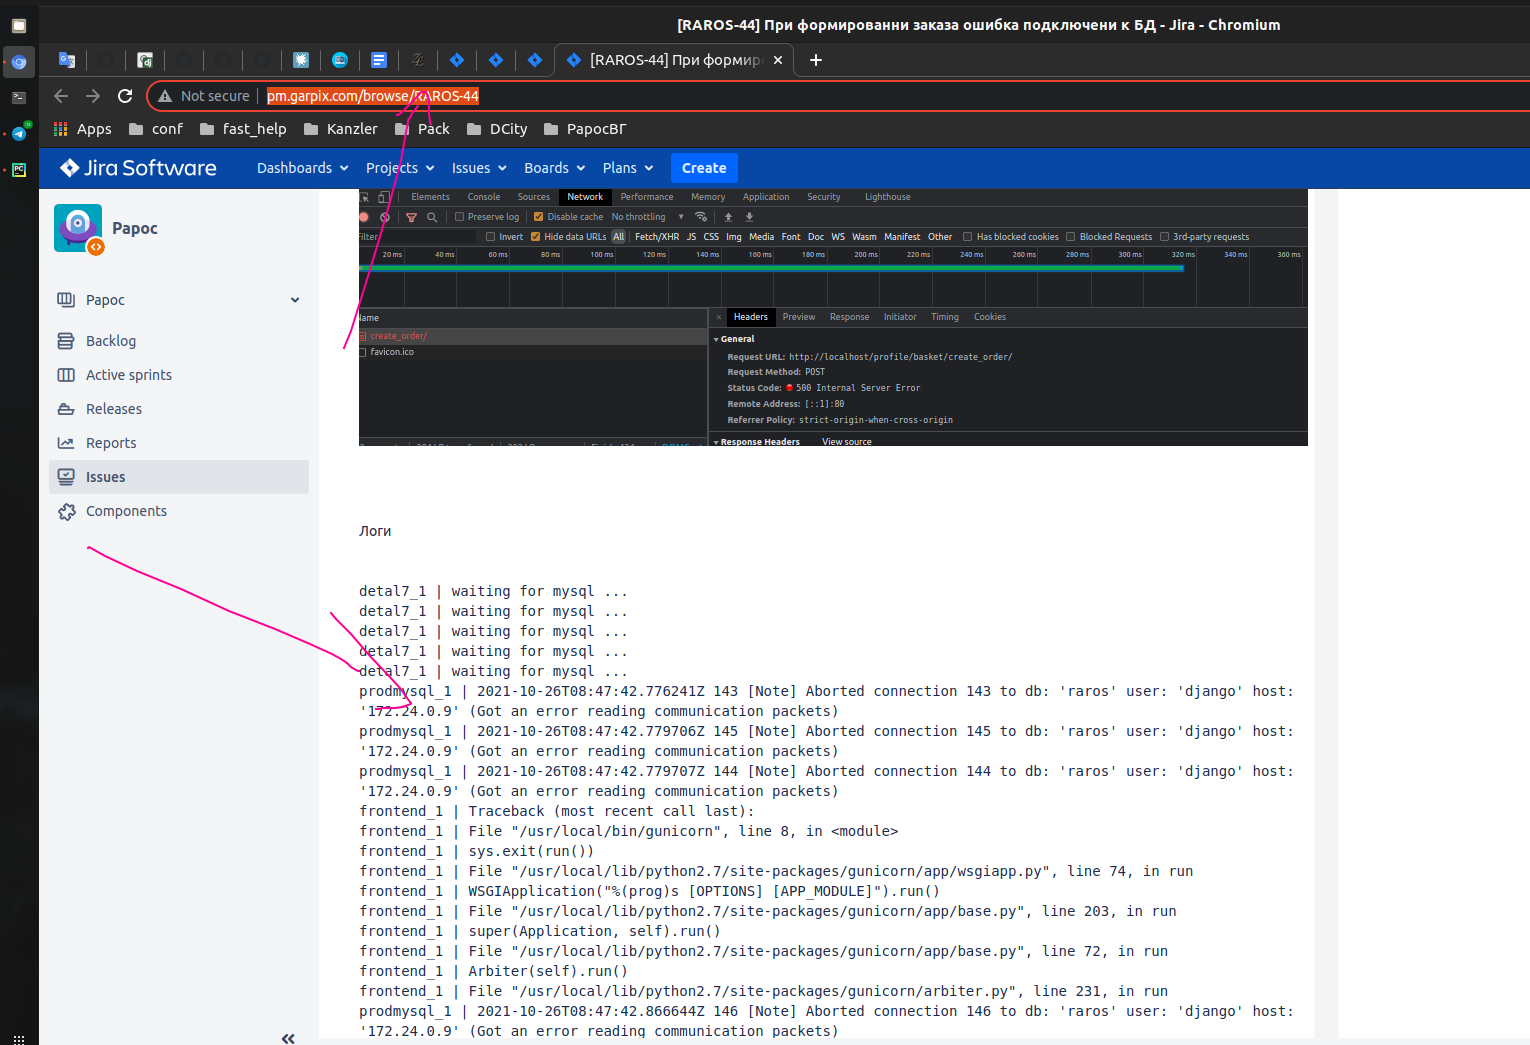 [RAROS-44] При формированни заказа ошибка подключени к БД - Jira - Chromium
[RAROS-44] При формир
Not secure
pm.garpix.com/browse/RAROS-44
Apps
conf
fast_help
Kanzler
Pack
DCity
РаросВГ
Jira Software
Dashboards
Projects
Issues
Boards
Plans
Create
Рарос
Рарос
Backlog
Active sprints
Releases
Reports
Issues
Components
Elements
Console
Sources
Network
Performance
Memory
Application
Security
Lighthouse
Preserve log
Disable cache
No throttling
Invert
Hide data URLs
All
Fetch/XHR
JS
CSS
Img
Media
Font
Doc
WS
Wasm
Manifest
Other
Has blocked cookies
Blocked Requests
3rd-party requests
20 ms
40 ms
60 ms
80 ms
100 ms
120 ms
140 ms
160 ms
180 ms
200 ms
220 ms
240 ms
260 ms
280 ms
300 ms
320 ms
340 ms
360 ms
create_order/
favicon.ico
Headers
Preview
Response
Initiator
Timing
Cookies
General
Request URL: http://localhost/profile/basket/create_order/
Request Method: POST
Status Code: 500 Internal Server Error
Remote Address: [::1]:80
Referrer Policy: strict-origin-when-cross-origin
Response Headers
View source
Логи
detal7_1 | waiting for mysql ...
detal7_1 | waiting for mysql ...
detal7_1 | waiting for mysql ...
detal7_1 | waiting for mysql ...
detal7_1 | waiting for mysql ...
prodmysql_1 | 2021-10-26T08:47:42.776241Z 143 [Note] Aborted connection 143 to db: 'raros' user: 'django' host:
'172.24.0.9' (Got an error reading communication packets)
prodmysql_1 | 2021-10-26T08:47:42.779706Z 145 [Note] Aborted connection 145 to db: 'raros' user: 'django' host:
'172.24.0.9' (Got an error reading communication packets)
prodmysql_1 | 2021-10-26T08:47:42.779707Z 144 [Note] Aborted connection 144 to db: 'raros' user: 'django' host:
'172.24.0.9' (Got an error reading communication packets)
frontend_1 | Traceback (most recent call last):
frontend_1 | File "/usr/local/bin/gunicorn", line 8, in <module>
frontend_1 | sys.exit(run())
frontend_1 | File "/usr/local/lib/python2.7/site-packages/gunicorn/app/wsgiapp.py", line 74, in run
frontend_1 | WSGIApplication("%(prog)s [OPTIONS] [APP_MODULE]").run()
frontend_1 | File "/usr/local/lib/python2.7/site-packages/gunicorn/app/base.py", line 203, in run
frontend_1 | super(Application, self).run()
frontend_1 | File "/usr/local/lib/python2.7/site-packages/gunicorn/app/base.py", line 72, in run
frontend_1 | Arbiter(self).run()
frontend_1 | File "/usr/local/lib/python2.7/site-packages/gunicorn/arbiter.py", line 231, in run
prodmysql_1 | 2021-10-26T08:47:42.866644Z 146 [Note] Aborted connection 146 to db: 'raros' user: 'django' host:
'172.24.0.9' (Got an error reading communication packets)